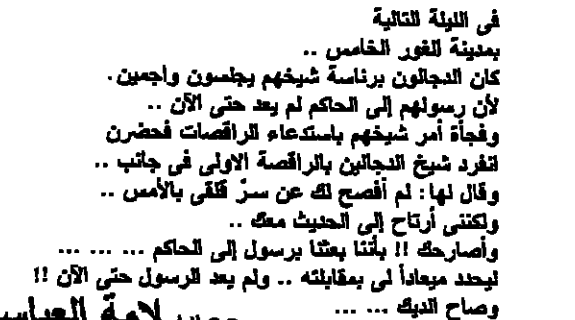 فى الليلة التالية
بمدينة الغور الخامس ..
كان الدجالون برئاسة شيخهم يجلسون واجمين.
لأن رسولهم إلى الحاكم لم يعد حتى الآن ..
وفجأة أمر شيخهم باستدعاء الراقصات فحضرن
انفرد شيخ الدجالين بالراقصة الاولى فى جانب ..
وقال لها: لم أفصح لك عن سرّ قلقى بالأمس ..
ولكننى أرتاح إلى الحديث معك ..
وأصارحك !! بأننا بعثنا برسول إلى الحاكم ... ... ...
ليحدد ميعاداً لى بمقابلته .. ولم يعد الرسول حتى الآن !!
وصاح الديك ... ...